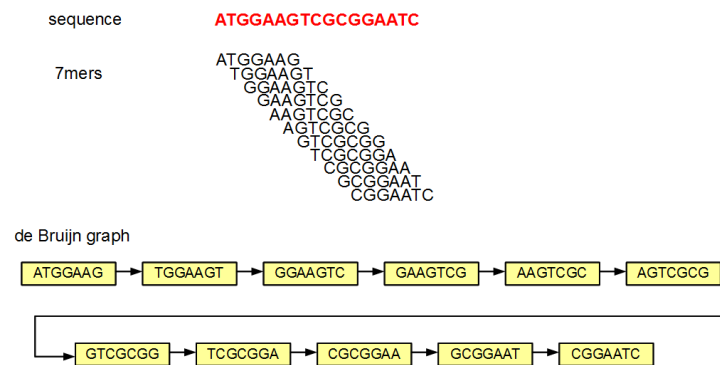 sequence ATGGAAGTCGCGGAATC
7mers
ATGGAAG
TGGAAGT
GGAAGTC
GAAGTCG
AAGTCGC
AGTCGCG
GTCGCGG
TCGCGGA
CGCGGAA
GCGGAAT
CGGAATC
de Bruijn graph
ATGGAAG TGGAAGT GGAAGTC GAAGTCG AAGTCGC AGTCGCG
GTCGCGG TCGCGGA CGCGGAA GCGGAAT CGGAATC